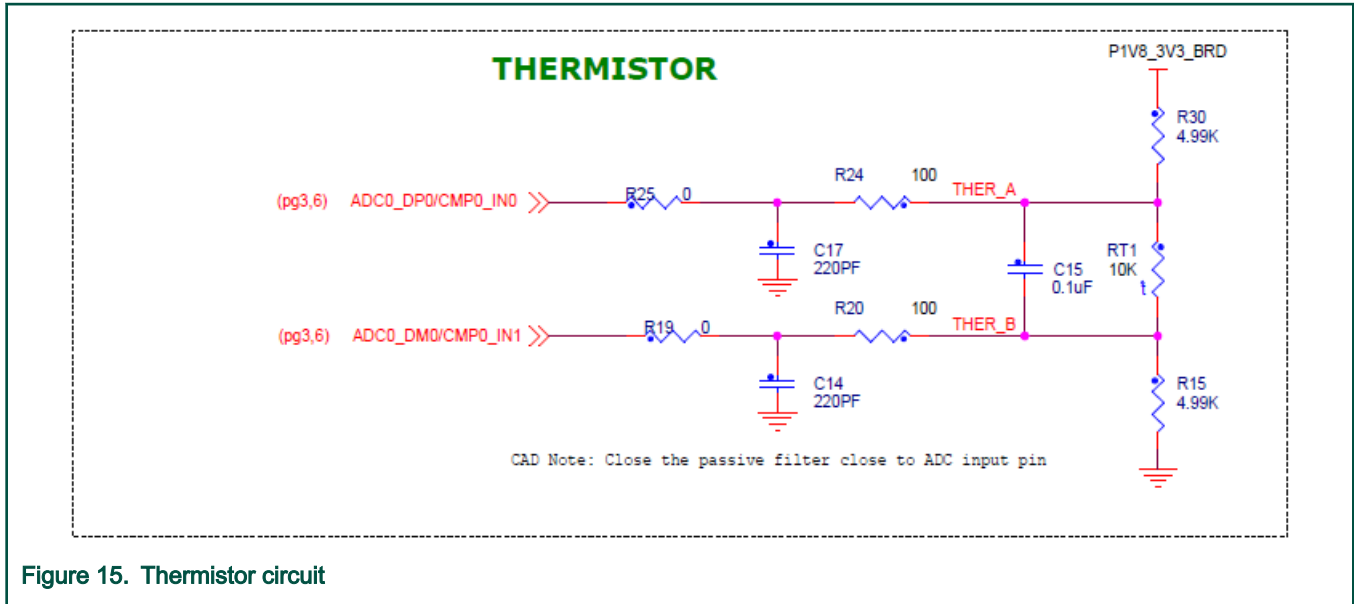 THERMISTOR
P1V8_3V3_BRD
R30
4.99K
(pg3,6) ADC0_DP0/CMP0_IN0
R25 0
R24 100
THER_A
C17
220PF
C15
0.1uF
RT1
10K
t
(pg3,6) ADC0_DM0/CMP0_IN1
R19 0
R20 100
THER_B
C14
220PF
R15
4.99K
CAD Note: Close the passive filter close to ADC input pin
Figure 15. Thermistor circuit